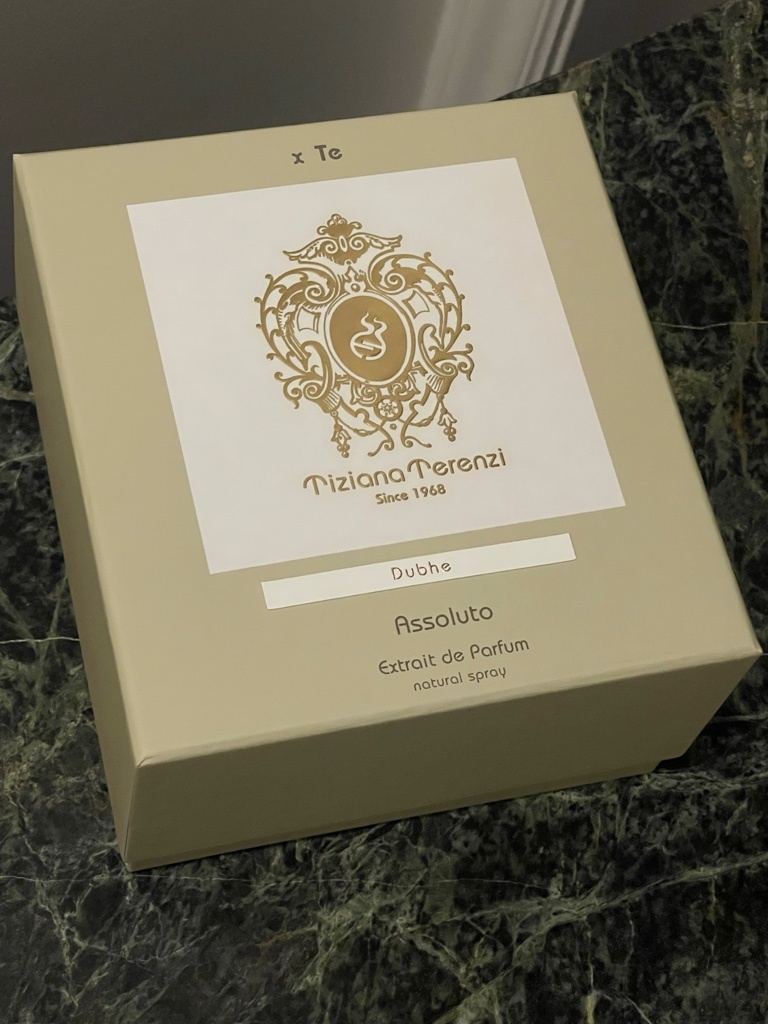 x Te
Tiziana Terenzi
Since 1968
Dubhe
Assoluto
Extrait de Parfum
natural spray